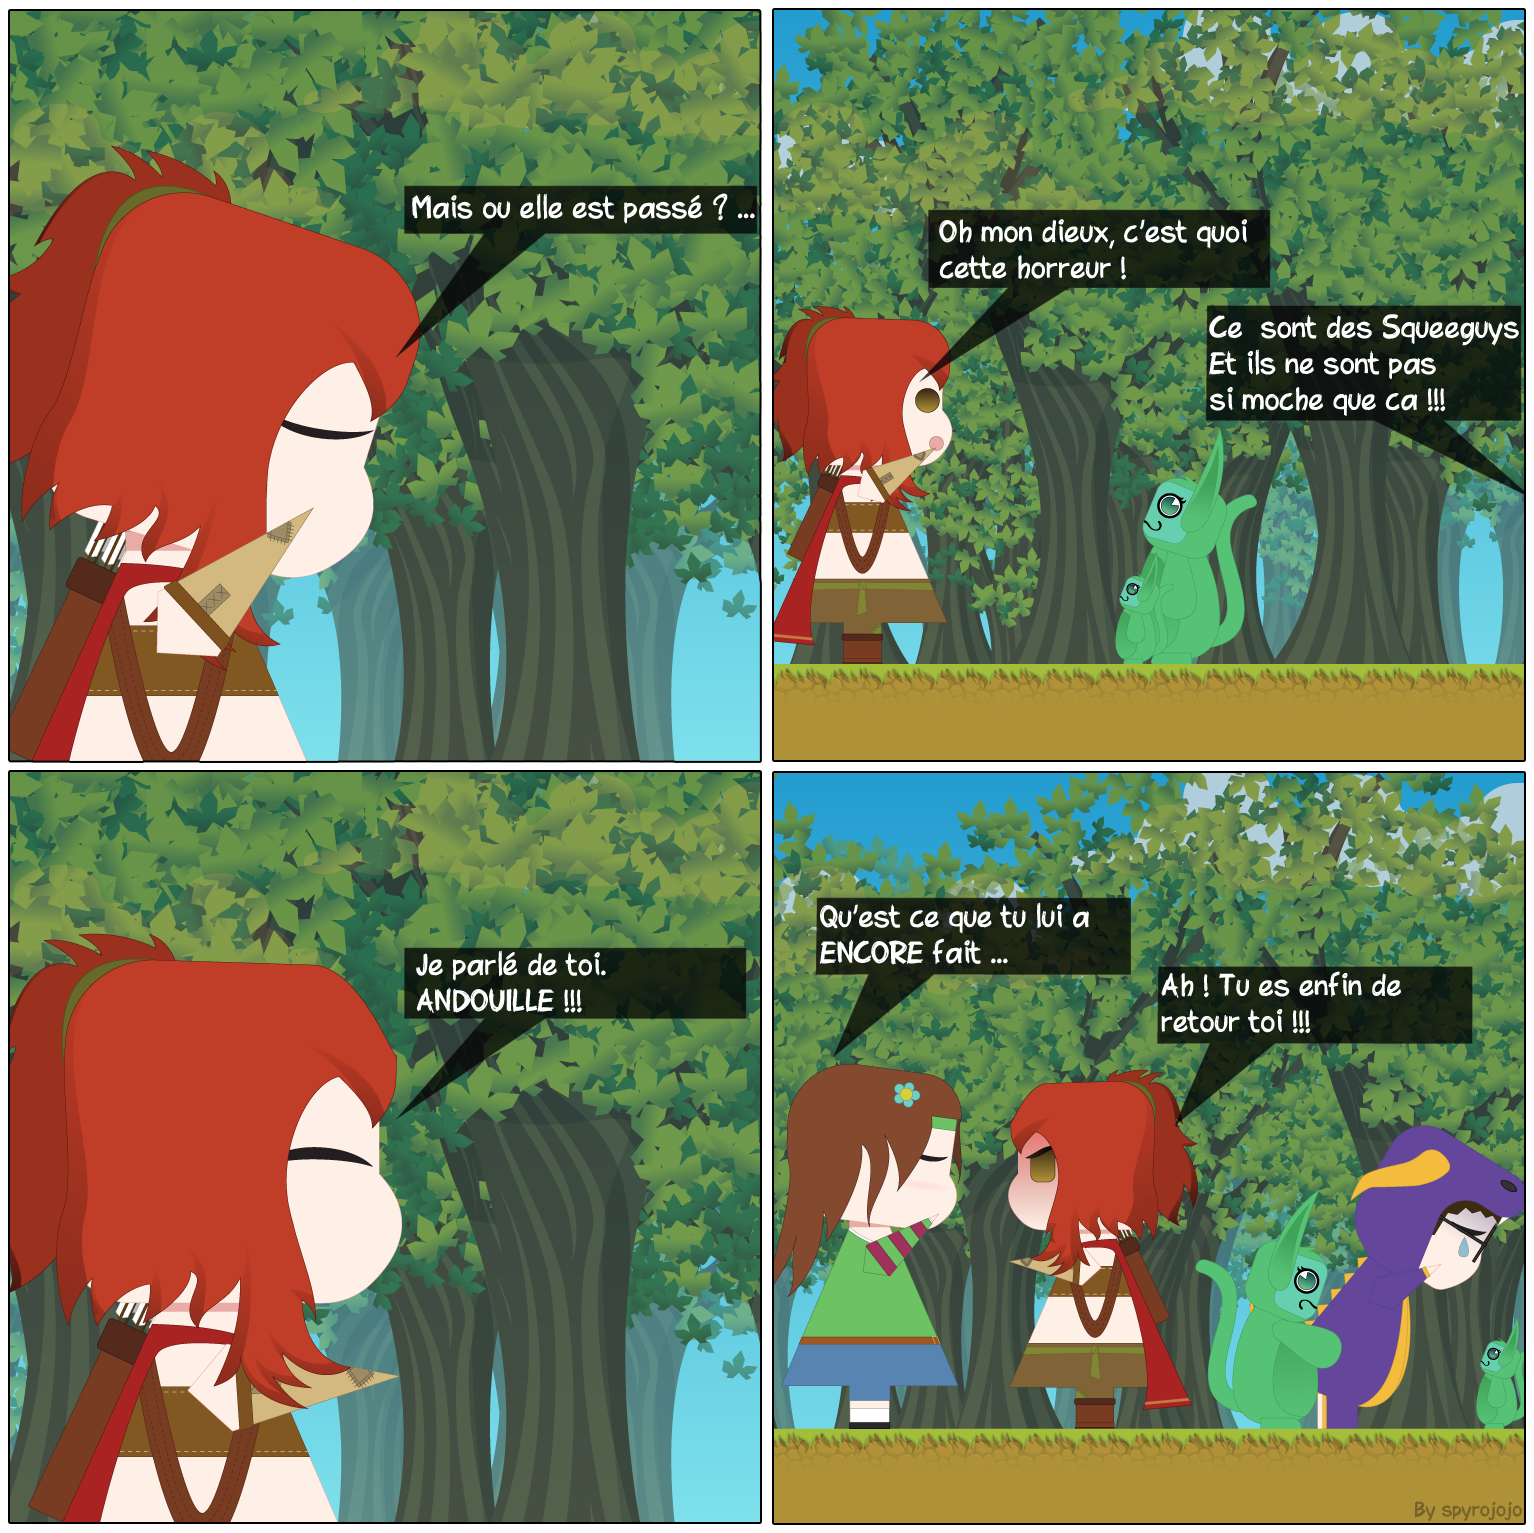 Mais ou elle est passé ? ...
Oh mon dieux, c'est quoi
cette horreur !
Ce sont des Squeeguys
Et ils ne sont pas
si moche que ca !!!
Je parlé de toi.
ANDOUILLE !!!
Qu'est ce que tu lui a
ENCORE fait ...
Ah ! Tu es enfin de
retour toi !!!
By spyrojojo